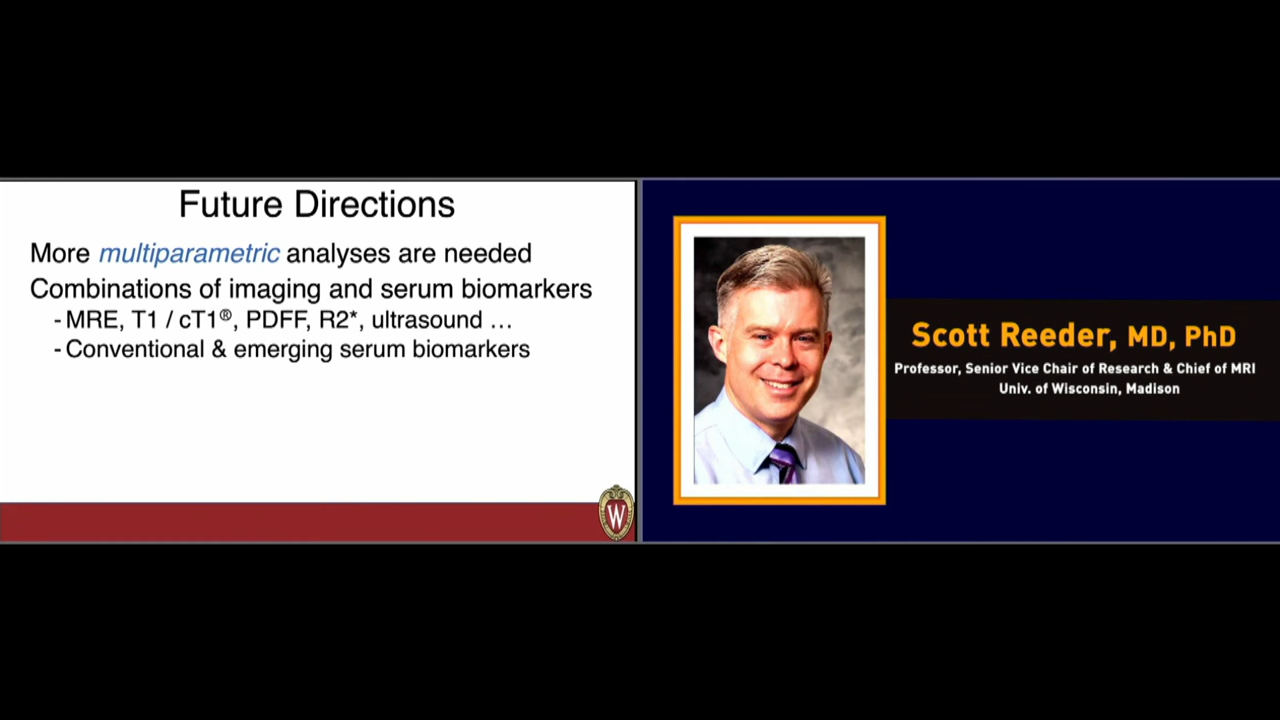 Future Directions
More multiparametric analyses are needed
Combinations of imaging and serum biomarkers
- MRE, T1 / cT1®, PDFF, R2*, ultrasound …
- Conventional & emerging serum biomarkers
W
Scott Reeder, MD, PhD
Professor, Senior Vice Chair of Research & Chief of MRI
Univ. of Wisconsin, Madison